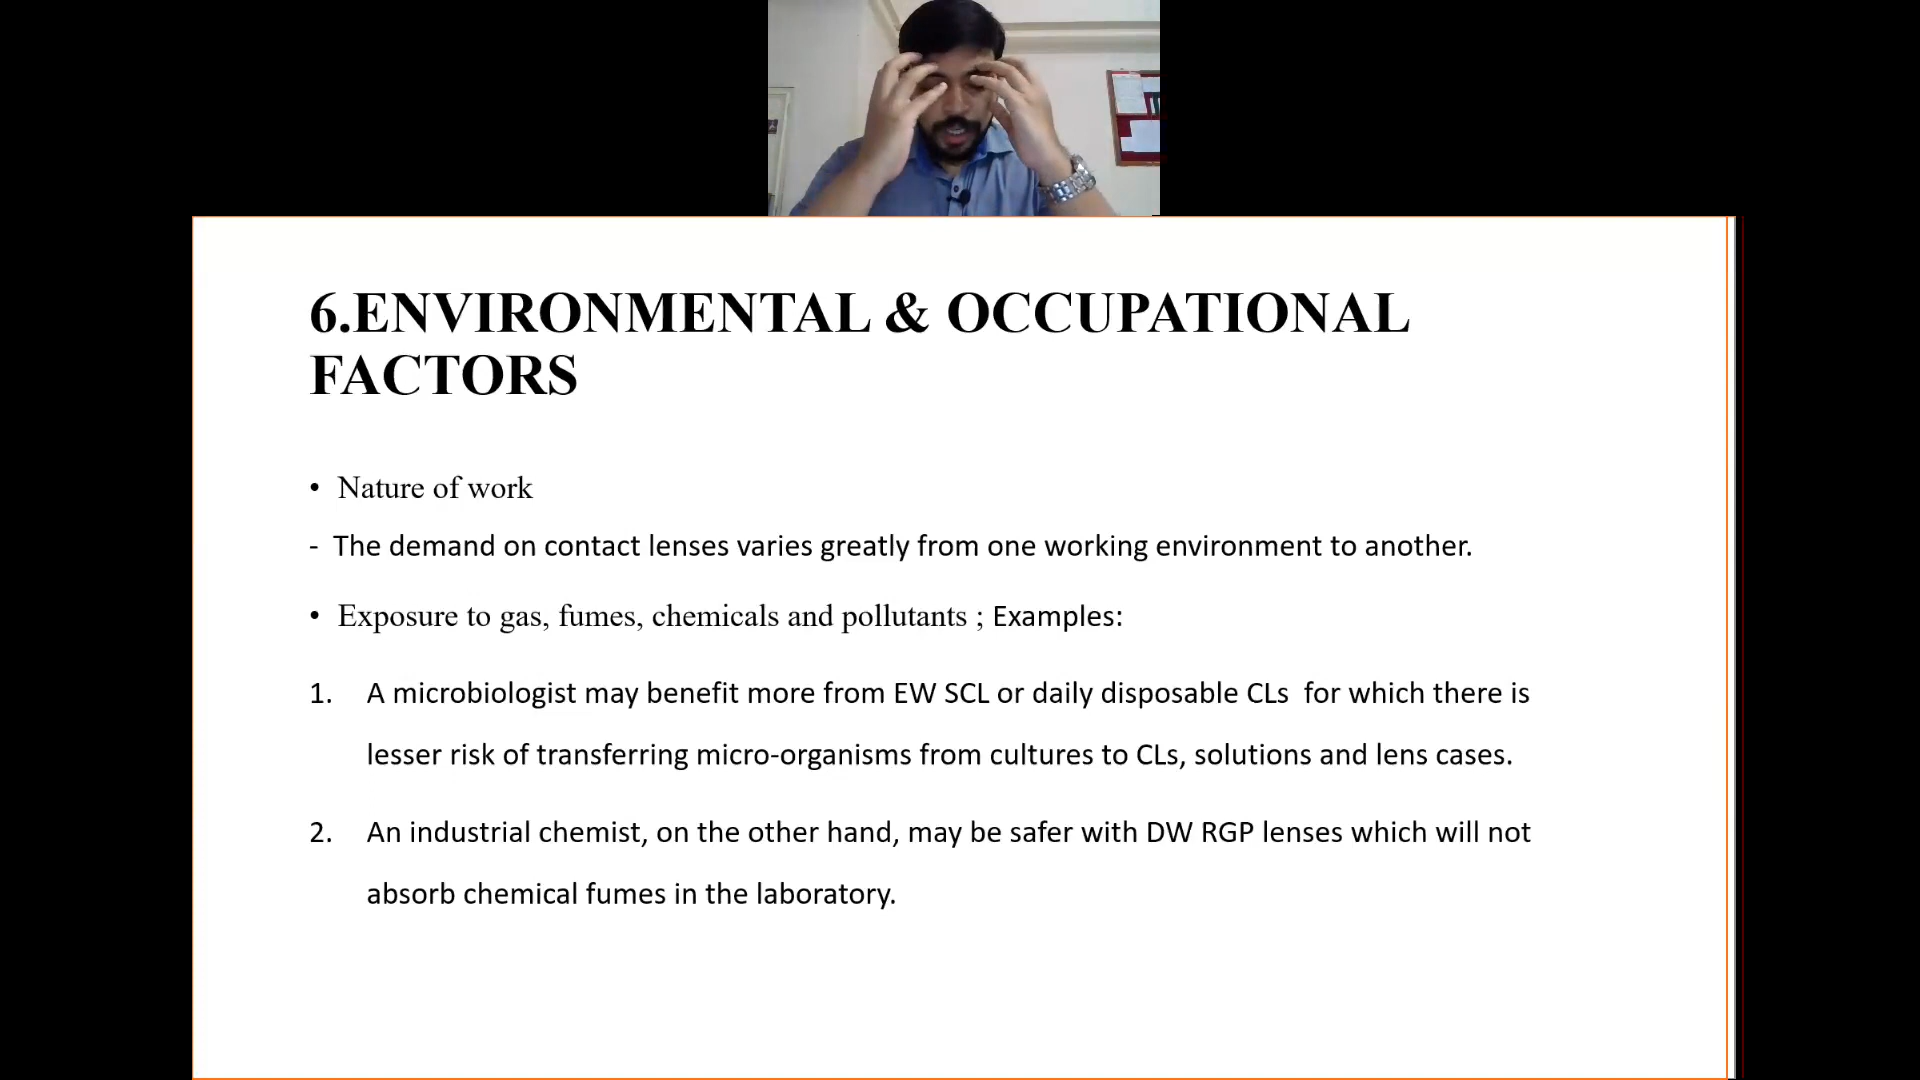 6.ENVIRONMENTAL & OCCUPATIONAL
FACTORS
• Nature of work
- The demand on contact lenses varies greatly from one working environment to another.
• Exposure to gas, fumes, chemicals and pollutants ; Examples:
1. A microbiologist may benefit more from EW SCL or daily disposable CLs for which there is
lesser risk of transferring micro-organisms from cultures to CLs, solutions and lens cases.
2. An industrial chemist, on the other hand, may be safer with DW RGP lenses which will not
absorb chemical fumes in the laboratory.